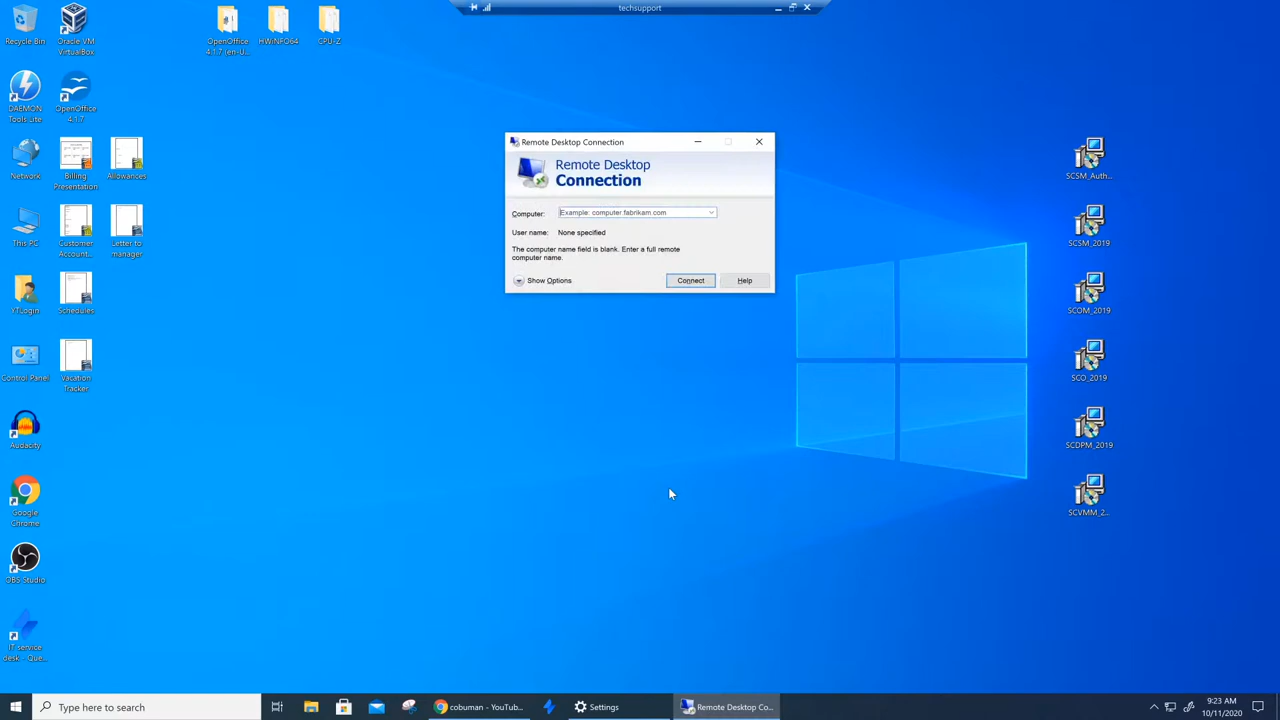 techsupport
Recycle Bin
Oracle VM
VirtualBox
OpenOffice
4.1.7 (en-U...
HWiNFO64
CPU-Z
DAEMON
Tools Lite
OpenOffice
4.1.7
Network
Billing
Presentation
Allowances
This PC
Customer
Account...
Letter to
manager
YTLogin
Schedules
Control Panel
Vacation
Tracker
Audacity
Google
Chrome
OBS Studio
IT service
desk - Que...
Remote Desktop Connection
Remote Desktop
Connection
Computer:
Example: computer.fabrikam.com
User name:
None specified
The computer name field is blank. Enter a full remote
computer name.
Show Options
Connect
Help
SCSM_Auth...
SCSM_2019
SCOM_2019
SCO_2019
SCDPM_2019
SCVMM_2...
Type here to search
cobuman - YouTub...
Settings
Remote Desktop Co...
9:23 AM
10/11/2020